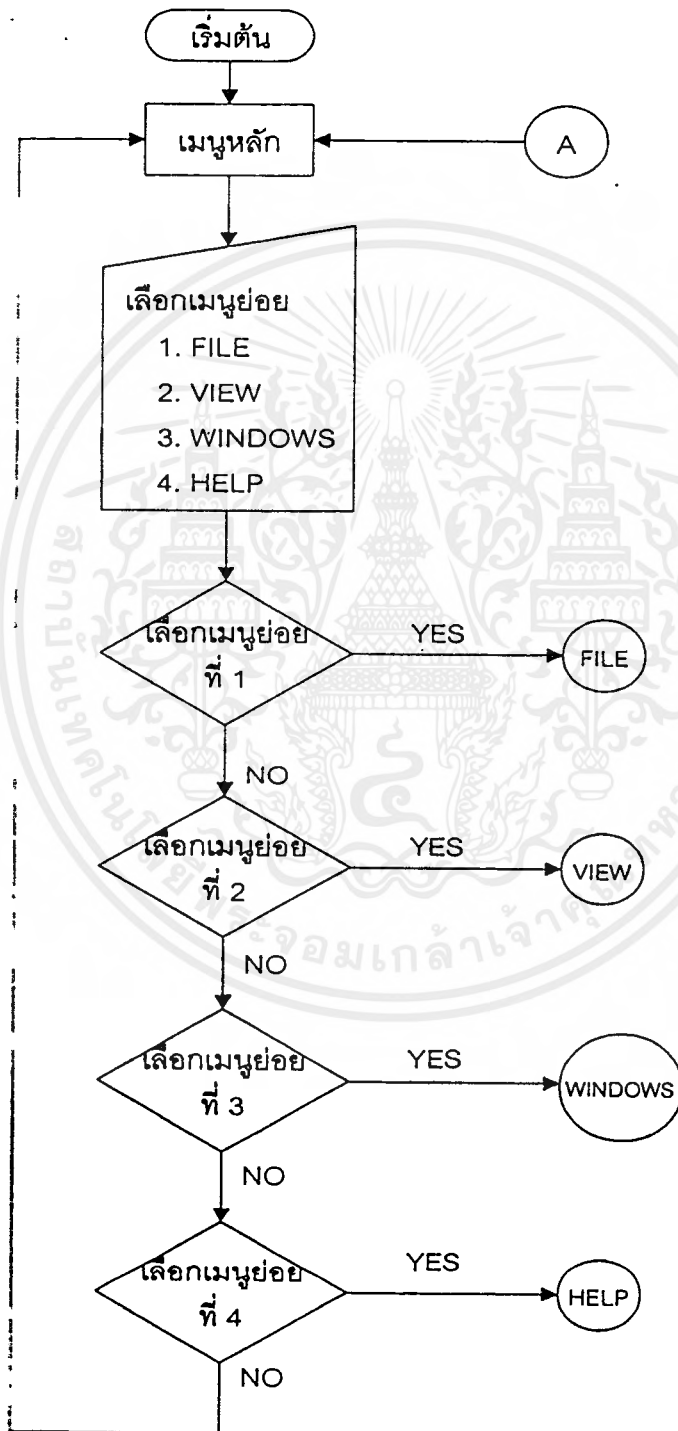 เริ่มต้น
เมนูหลัก
A
เลือกเมนูย่อย
1. FILE
2. VIEW
3. WINDOWS
4. HELP
เลือกเมนูย่อย
ที่ 1
YES
FILE
NO
เลือกเมนูย่อย
ที่ 2
YES
VIEW
NO
เลือกเมนูย่อย
ที่ 3
YES
WINDOWS
NO
เลือกเมนูย่อย
ที่ 4
YES
HELP
NO